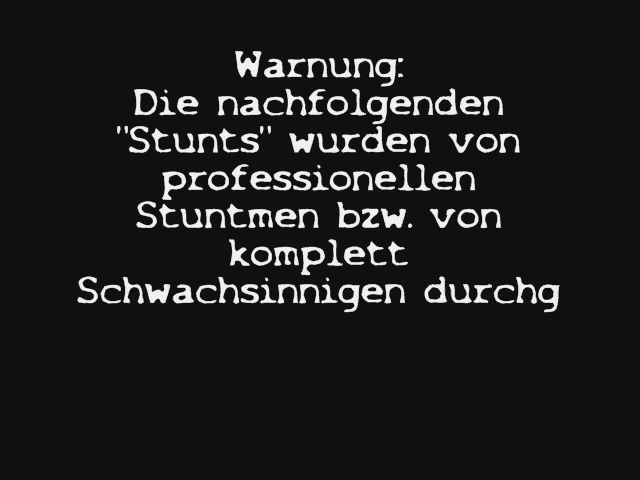 Warnung:
Die nachfolgenden
"Stunts" wurden von
professionellen
Stuntmen bzw. von
komplett
Schwachsinnigen durchg